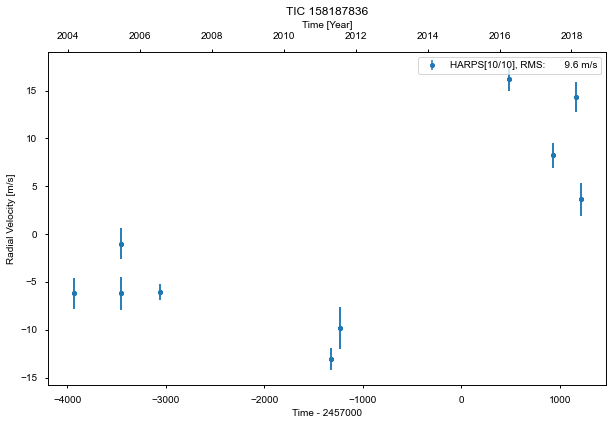 TIC 158187836
Time [Year]
2004 2006 2008 2010 2012 2014 2016 2018
HARPS[10/10], RMS: 9.6 m/s
15
10
5
0
−5
−10
−15
Radial Velocity [m/s]
−4000 −3000 −2000 −1000 0 1000
Time - 2457000